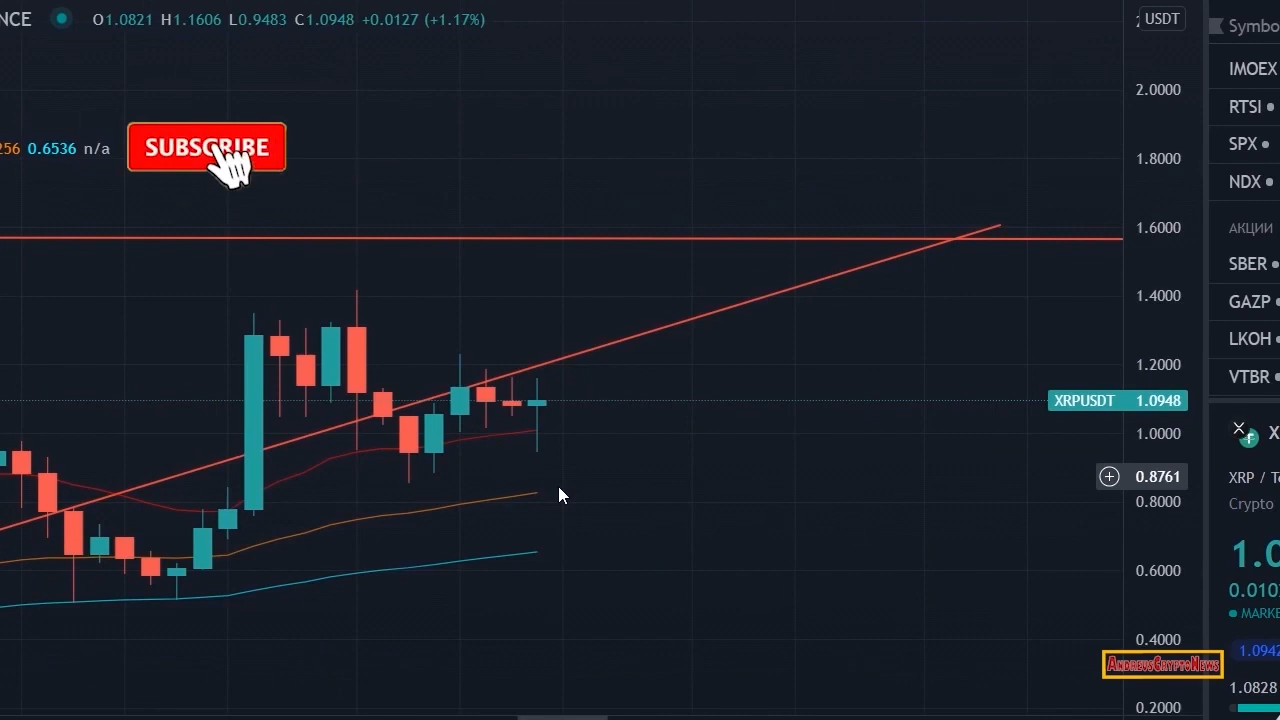 NCE O1.0821 H1.1606 L0.9483 C1.0948 +0.0127 (+1.17%)
256 0.6536 n/a
SUBSCRIBE
USDT
2.0000
1.8000
1.6000
1.4000
1.2000
XRPUSDT 1.0948
1.0000
0.8761
0.8000
0.6000
0.4000
0.2000
ANDREVSCRYPTONEWS
Symbo
IMOEX
RTSI
SPX
NDX
АКЦИИ
SBER
GAZP
LKOH
VTBR
X
XRP / Te
Crypto
1.0
0.010
MARKE
1.0942
1.0828